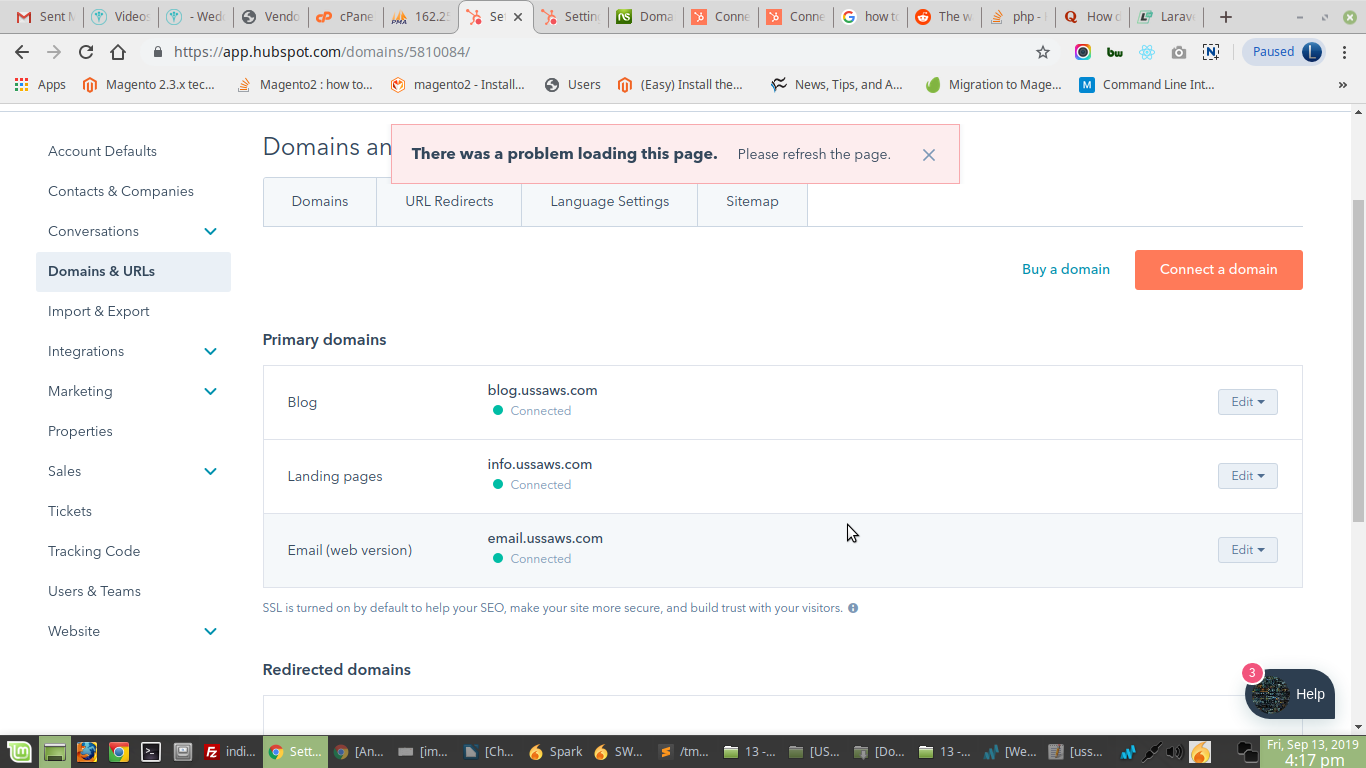 Sent M
Videos
- Wed
Vendo
cPane
162.25
Set
Settin
Doma
Conne
Conne
how to
The w
php -
How d
Larav
https://app.hubspot.com/domains/5810084/
Paused
L
Apps
Magento 2.3.x tec...
Magento2 : how to...
magento2 - Install...
Users
(Easy) Install the...
News, Tips, and A...
Migration to Mage...
Command Line Int...
»
Account Defaults
Contacts & Companies
Conversations
Domains & URLs
Import & Export
Integrations
Marketing
Properties
Sales
Tickets
Tracking Code
Users & Teams
Website
Domains an
There was a problem loading this page. Please refresh the page.
Domains
URL Redirects
Language Settings
Sitemap
Buy a domain
Connect a domain
Primary domains
Blog
blog.ussaws.com
Connected
Edit
Landing pages
info.ussaws.com
Connected
Edit
Email (web version)
email.ussaws.com
Connected
Edit
SSL is turned on by default to help your SEO, make your site more secure, and build trust with your visitors.
Redirected domains
3
Help
indi...
Sett...
[An...
[im...
[Ch...
Spark
SW...
/tm...
13 -...
[US...
[Do...
13 -...
[We...
[uss...
Fri, Sep 13, 2019
4:17 pm